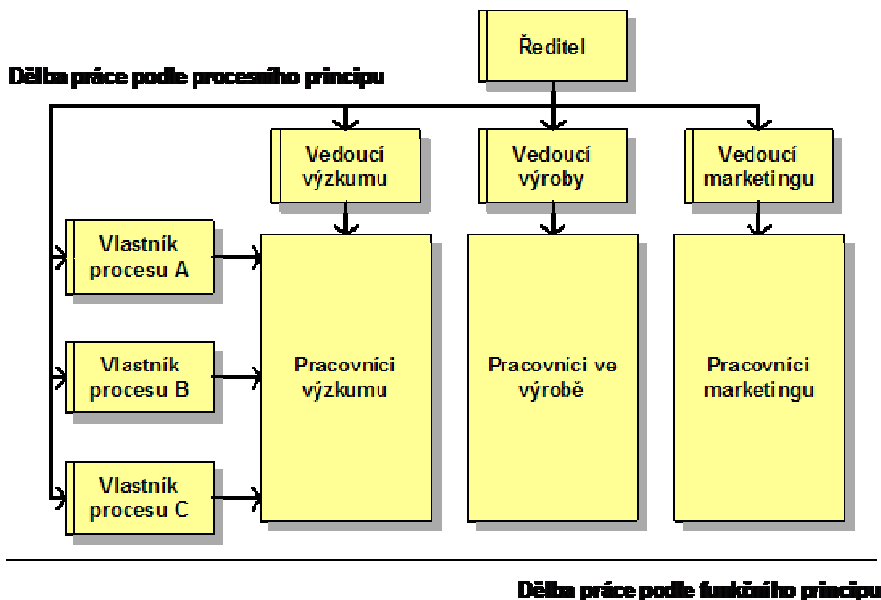 Ředitel
Dělba práce podle procesního principu
Vedoucí
výzkumu
Vedoucí
výroby
Vedoucí
marketingu
Vlastník
procesu A
Vlastník
procesu B
Vlastník
procesu C
Pracovníci
výzkumu
Pracovníci ve
výrobě
Pracovníci
marketingu
Dělba práce podle funkčního principu